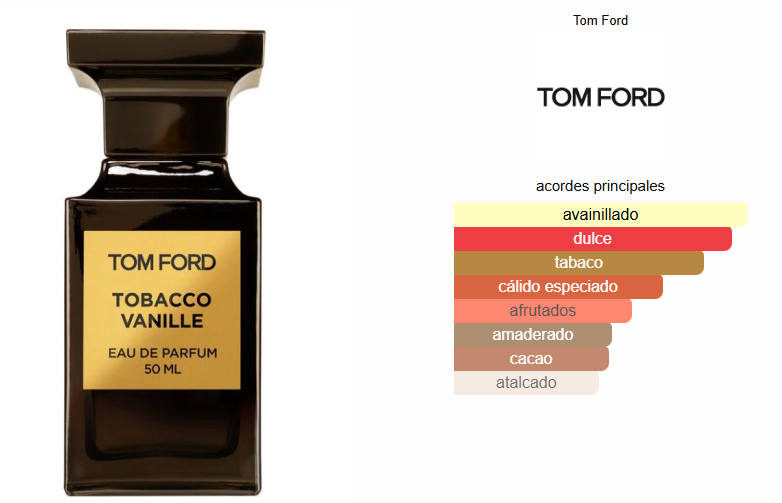 TOM FORD
TOBACCO
VANILLE
EAU DE PARFUM
50 ML
Tom Ford
TOM FORD
acordes principales
avainillado
dulce
tabaco
cálido especiado
afrutados
amaderado
cacao
atalcado